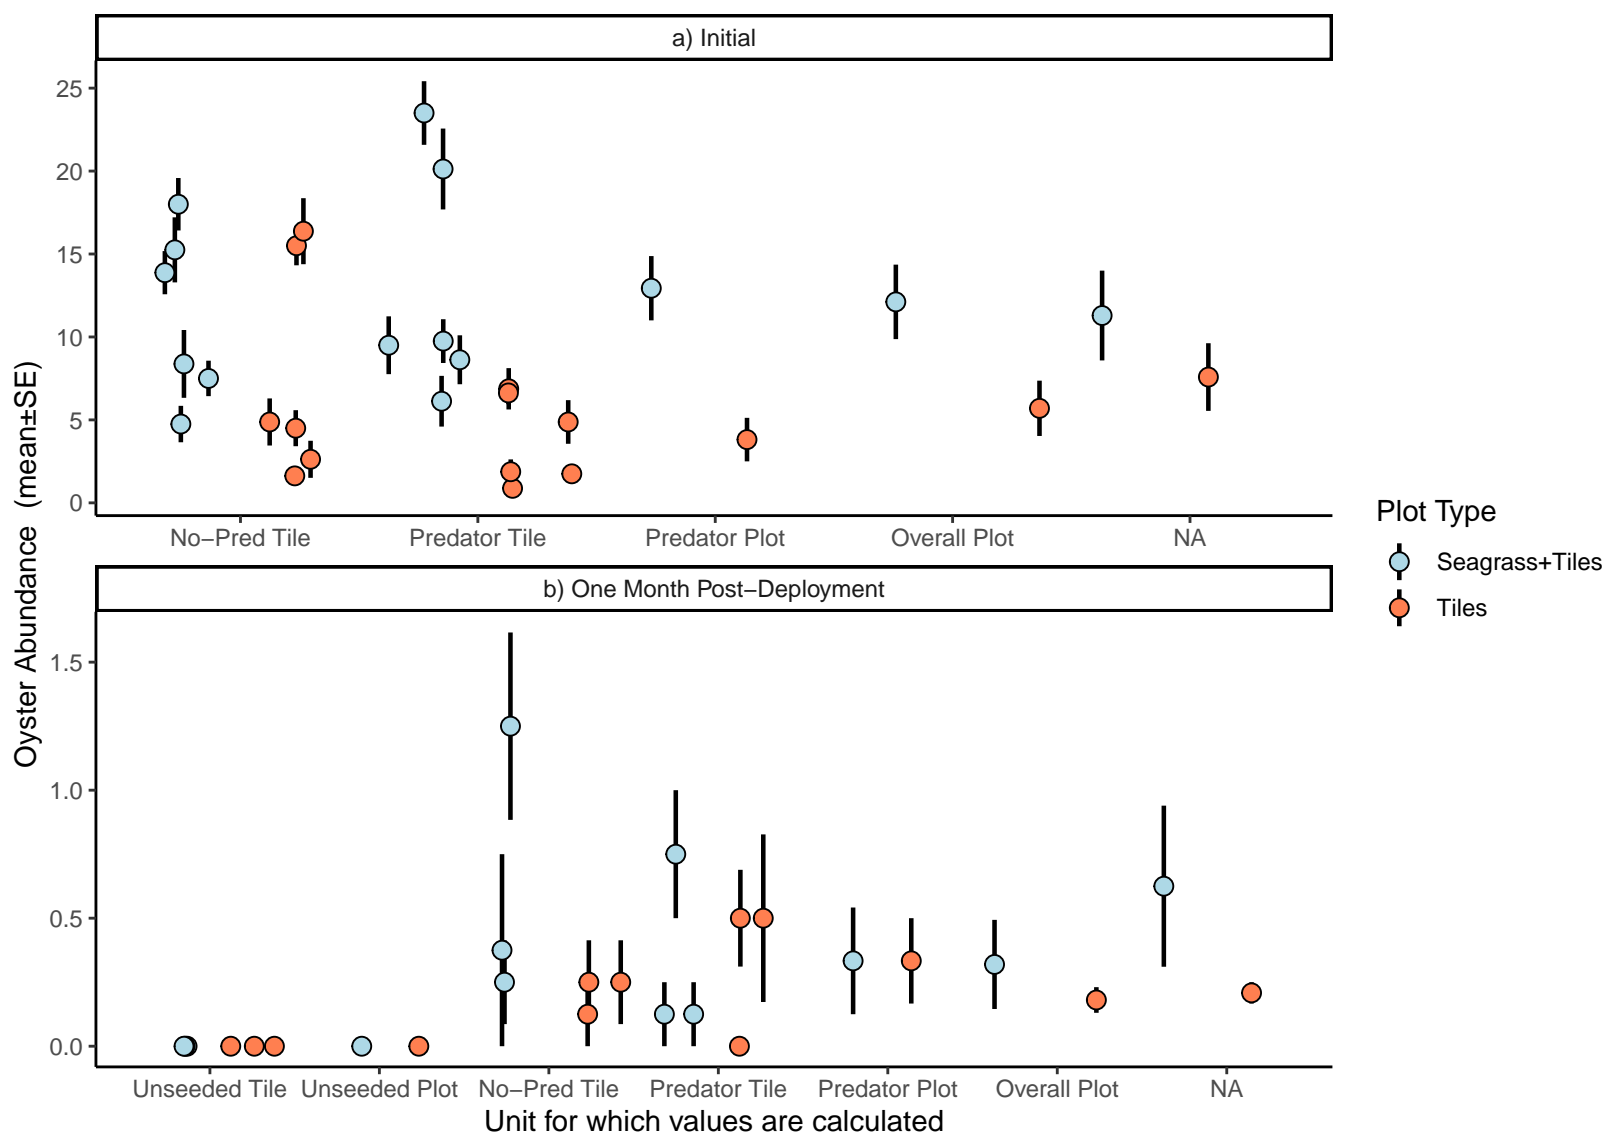 a) Initial
25
20
15
10
5
0
No−Pred Tile Predator Tile Predator Plot Overall Plot NA
b) One Month Post−Deployment
1.5
1.0
0.5
0.0
Unseeded Tile Unseeded Plot No−Pred Tile Predator Tile Predator Plot Overall Plot NA
Unit for which values are calculated
Oyster Abundance (mean±SE)
Plot Type
Seagrass+Tiles
Tiles